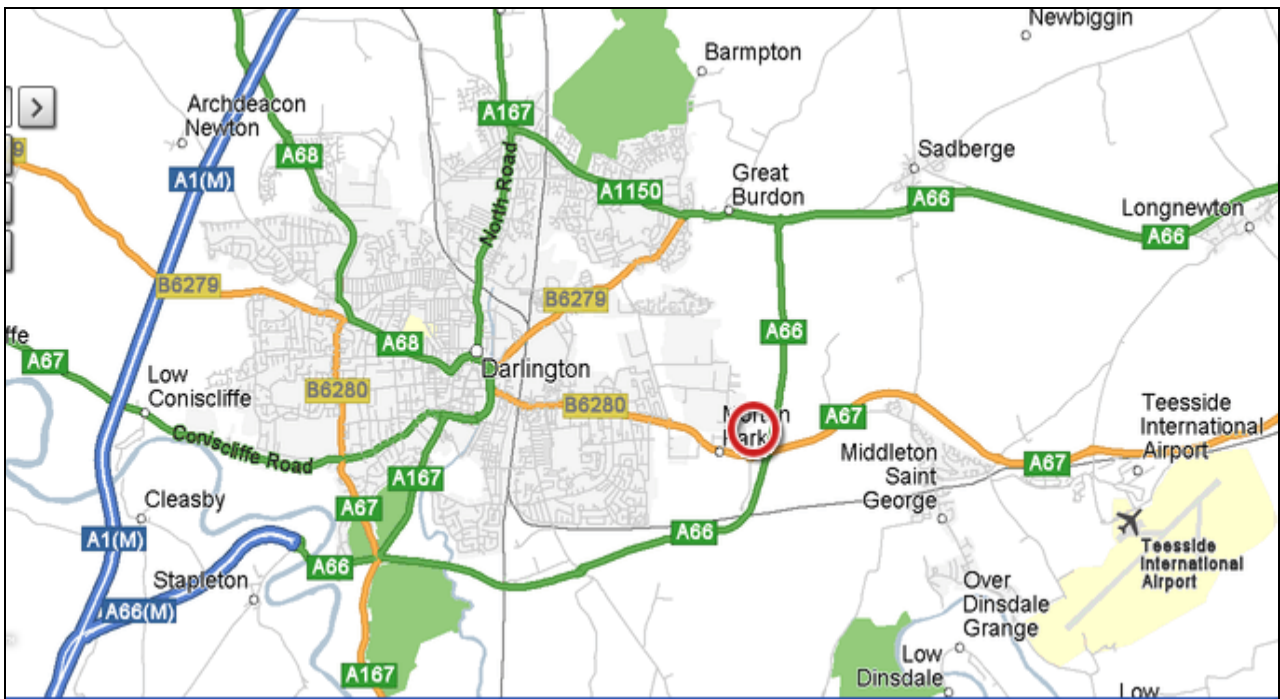 Newbiggin
Barmpton
Archdeacon
Newton
A167
A68
Sadberge
A1(M)
A1150
Great
Burdon
A66
Longnewton
A66
North Road
B6279
B6279
A66
A67
A68
Darlington
Low
Coniscliffe
B6280
B6280
A67
Teesside
International
Airport
Coniscliffe Road
Middleton
Saint
George
A67
A167
Cleasby
A67
A1(M)
A66
A66
Teesside
International
Airport
Stapleton
A66(M)
Over
Dinsdale
Grange
A167
Low
Dinsdale
Low